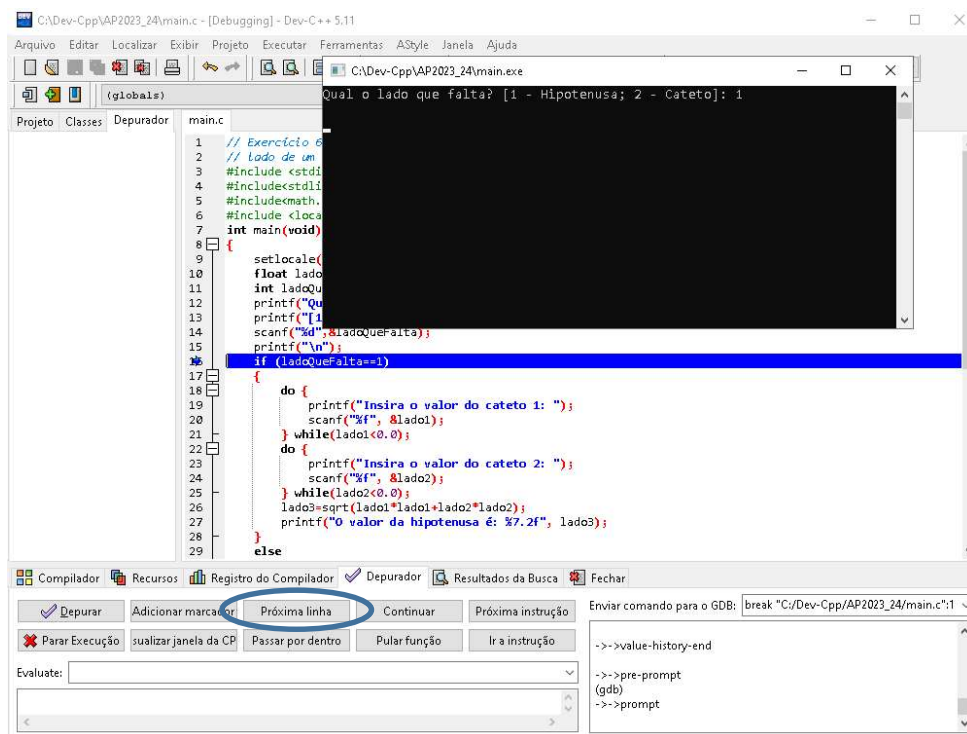 C:\Dev-Cpp\AP2023_24\main.c - [Debugging] - Dev-C++ 5.11
Arquivo Editar Localizar Exibir Projeto Executar Ferramentas AStyle Janela Ajuda
C:\Dev-Cpp\AP2023_24\main.exe
Qual o lado que falta? [1 - Hipotenusa; 2 - Cateto]: 1
(globals)
Projeto Classes Depurador
main.c
1 // Exercício 6
2 // lado de um
3 #include <stdi
4 #include<stdli
5 #include<math.
6 #include <loca
7 int main(void)
8 {
9 setlocale(
10 float lado
11 int ladoQu
12 printf("Qu
13 printf("[1
14 scanf("%d",&ladoQueFalta);
15 printf("\n");
16 if (ladoQueFalta==1)
17 {
18 do {
19 printf("Insira o valor do cateto 1: ");
20 scanf("%f", &lado1);
21 } while(lado1<0.0);
22 do {
23 printf("Insira o valor do cateto 2: ");
24 scanf("%f", &lado2);
25 } while(lado2<0.0);
26 lado3=sqrt(lado1*lado1+lado2*lado2);
27 printf("O valor da hipotenusa é: %7.2f", lado3);
28 }
29 else
Compilador Recursos Registro do Compilador Depurador Resultados da Busca Fechar
Depurar Adicionar marcador Próxima linha Continuar Próxima instrução
Parar Execução sualizar janela da CP Passar por dentro Pular função Ir a instrução
Evaluate:
Enviar comando para o GDB: break "C:/Dev-Cpp/AP2023_24/main.c":1
->->value-history-end
->->pre-prompt
(gdb)
->->prompt